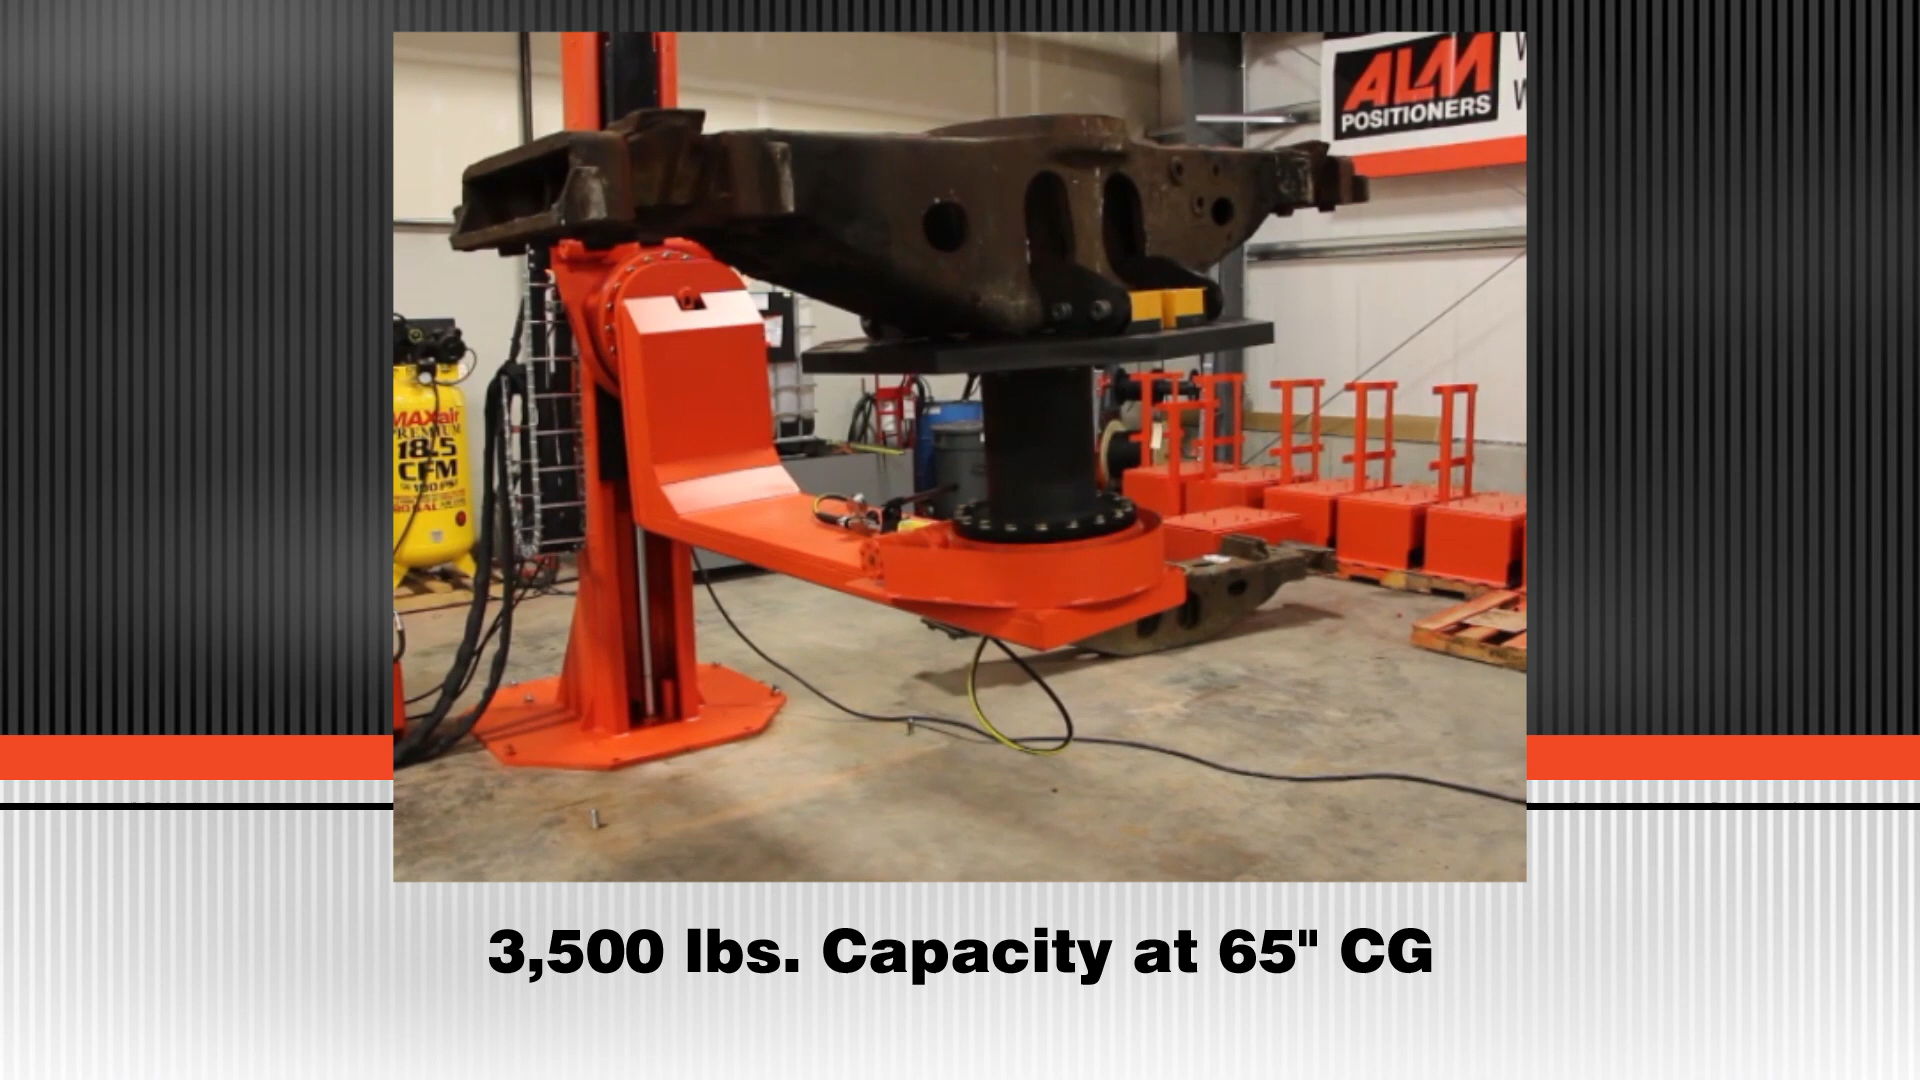 ALM
POSITIONERS
W
W
MAXair
PREMIUM
18.5
CFM
3,500 lbs. Capacity at 65" CG